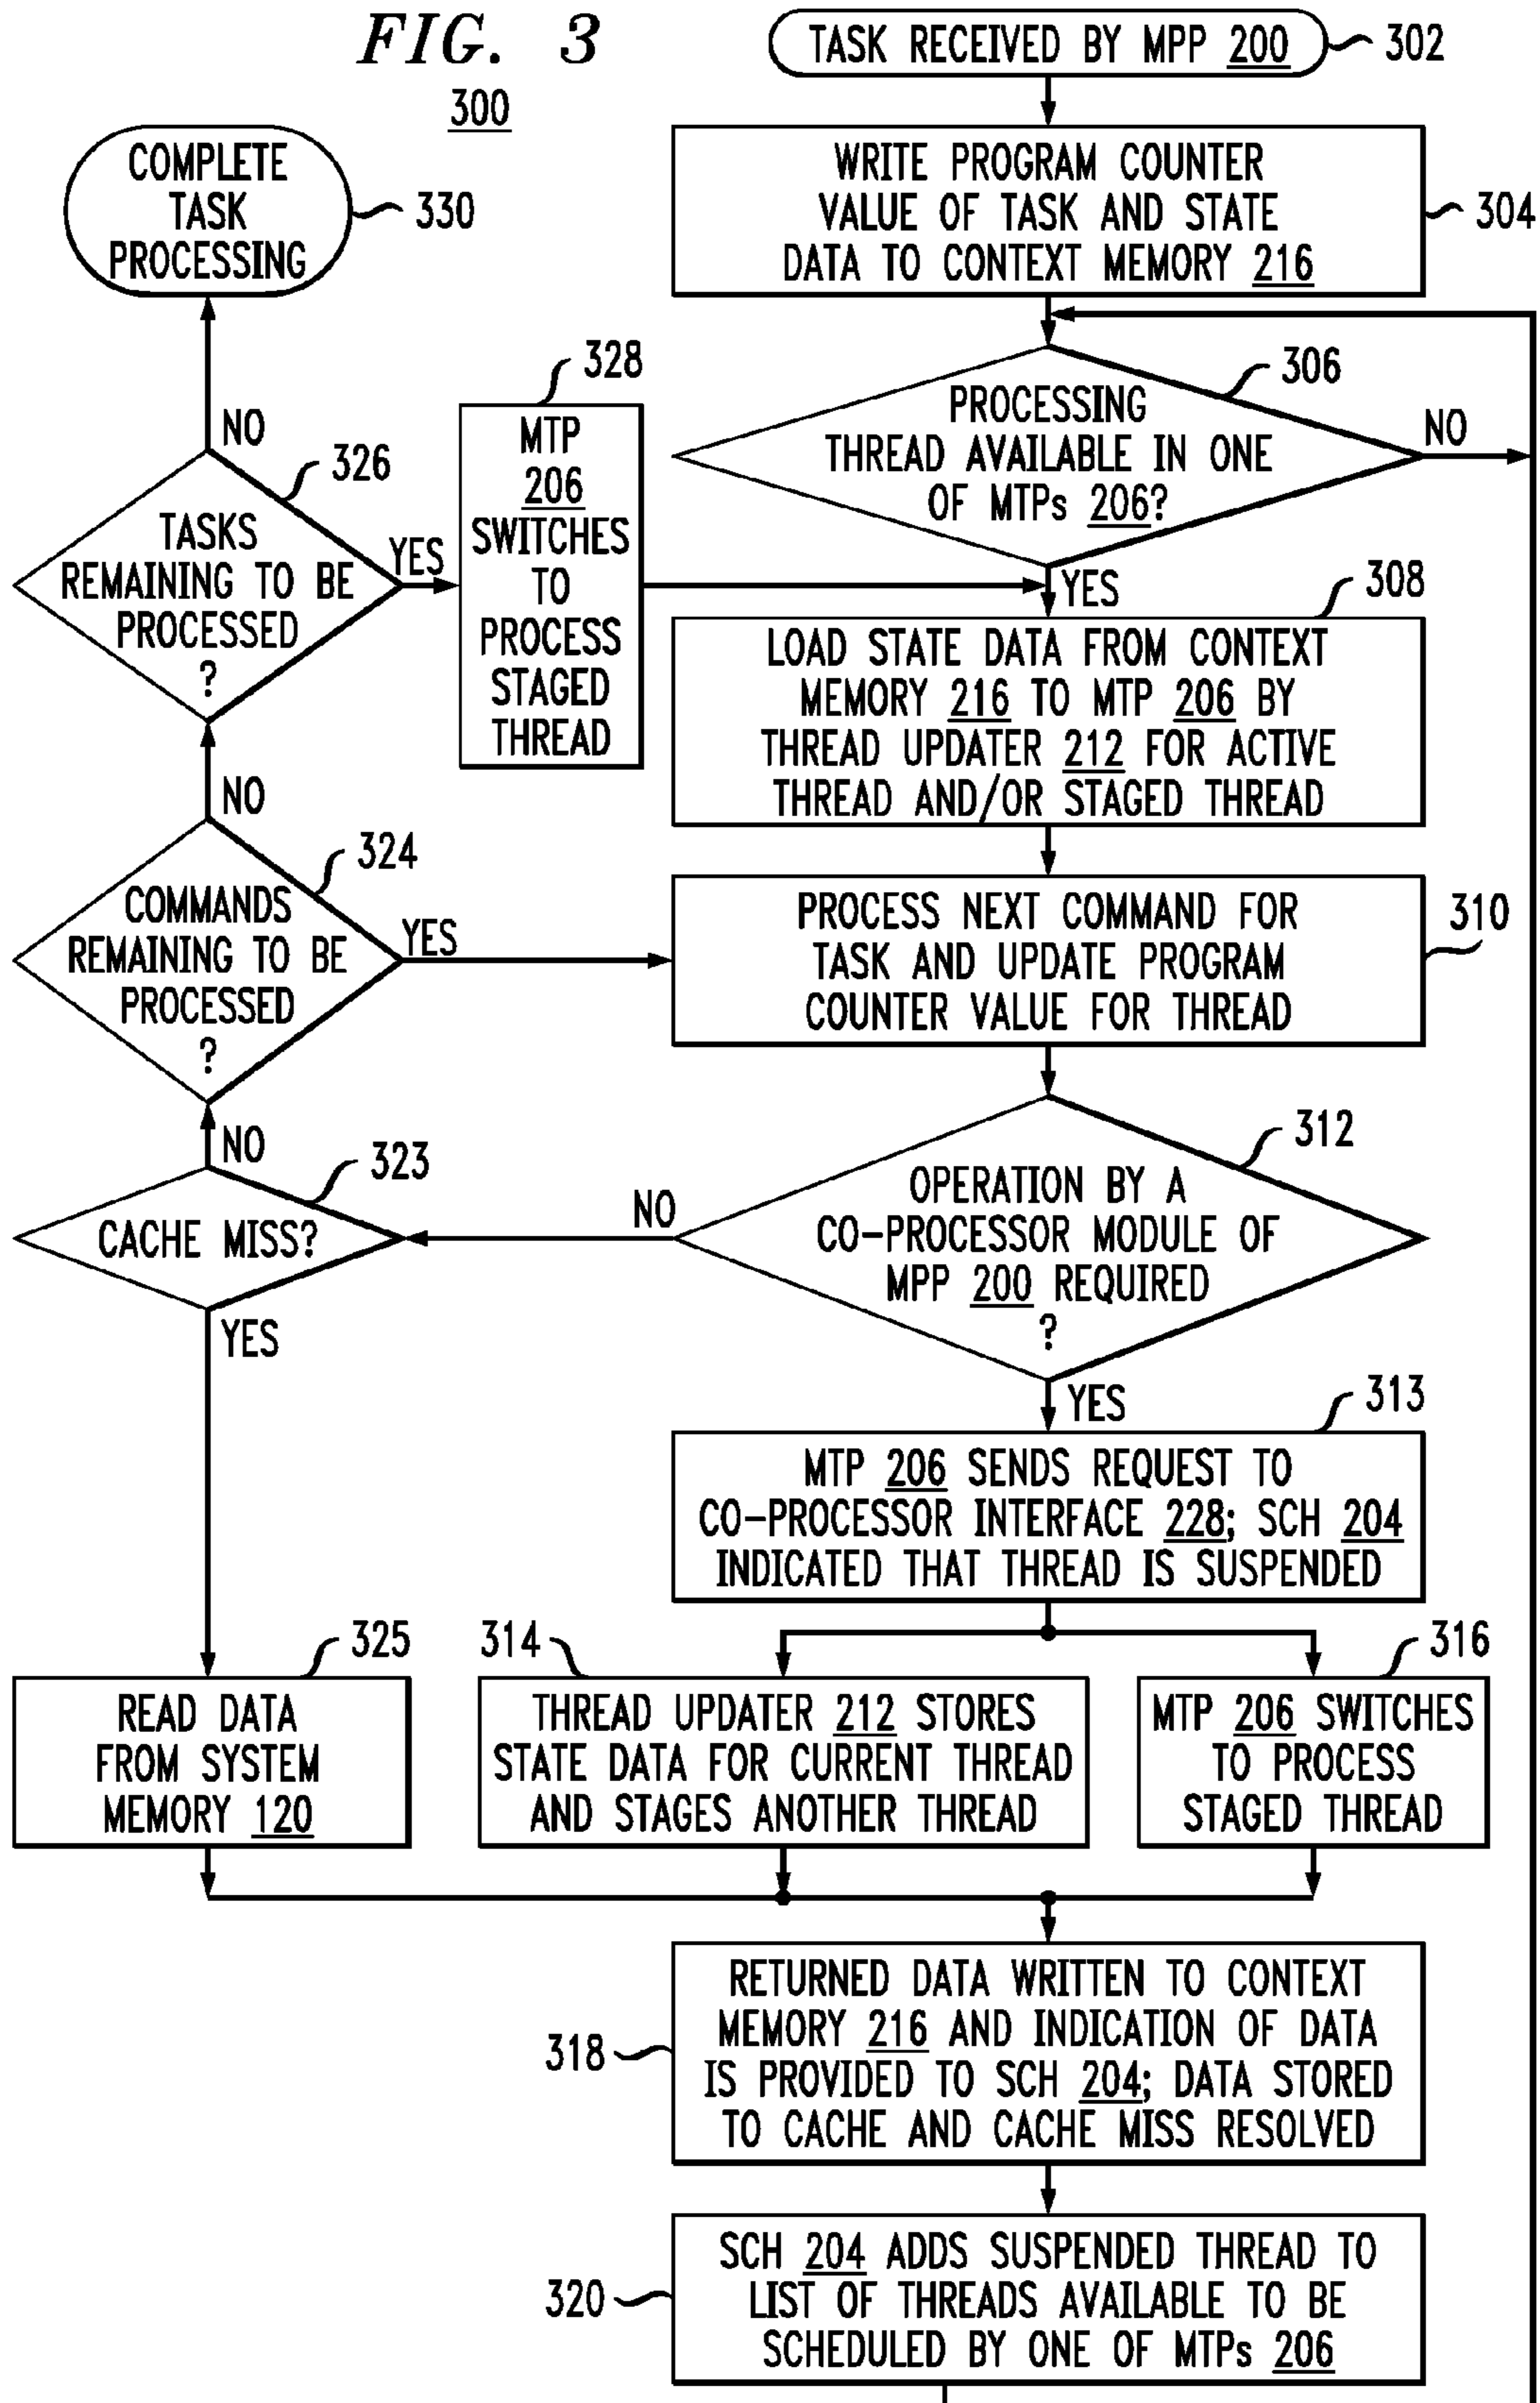 FIG. 3
300
TASK RECEIVED BY MPP 200
302
WRITE PROGRAM COUNTER
VALUE OF TASK AND STATE
DATA TO CONTEXT MEMORY 216
304
COMPLETE
TASK
PROCESSING
330
PROCESSING
THREAD AVAILABLE IN ONE
OF MTPs 206?
306
NO
YES
328
MTP
206
SWITCHES
TO
PROCESS
STAGED
THREAD
NO
326
TASKS
REMAINING TO BE
PROCESSED
?
YES
308
LOAD STATE DATA FROM CONTEXT
MEMORY 216 TO MTP 206 BY
THREAD UPDATER 212 FOR ACTIVE
THREAD AND/OR STAGED THREAD
NO
324
COMMANDS
REMAINING TO BE
PROCESSED
?
YES
PROCESS NEXT COMMAND FOR
TASK AND UPDATE PROGRAM
COUNTER VALUE FOR THREAD
310
NO
323
CACHE MISS?
YES
312
OPERATION BY A
CO-PROCESSOR MODULE OF
MPP 200 REQUIRED
?
NO
YES
313
MTP 206 SENDS REQUEST TO
CO-PROCESSOR INTERFACE 228; SCH 204
INDICATED THAT THREAD IS SUSPENDED
325
READ DATA
FROM SYSTEM
MEMORY 120
314
THREAD UPDATER 212 STORES
STATE DATA FOR CURRENT THREAD
AND STAGES ANOTHER THREAD
316
MTP 206 SWITCHES
TO PROCESS
STAGED THREAD
318
RETURNED DATA WRITTEN TO CONTEXT
MEMORY 216 AND INDICATION OF DATA
IS PROVIDED TO SCH 204; DATA STORED
TO CACHE AND CACHE MISS RESOLVED
320
SCH 204 ADDS SUSPENDED THREAD TO
LIST OF THREADS AVAILABLE TO BE
SCHEDULED BY ONE OF MTPs 206